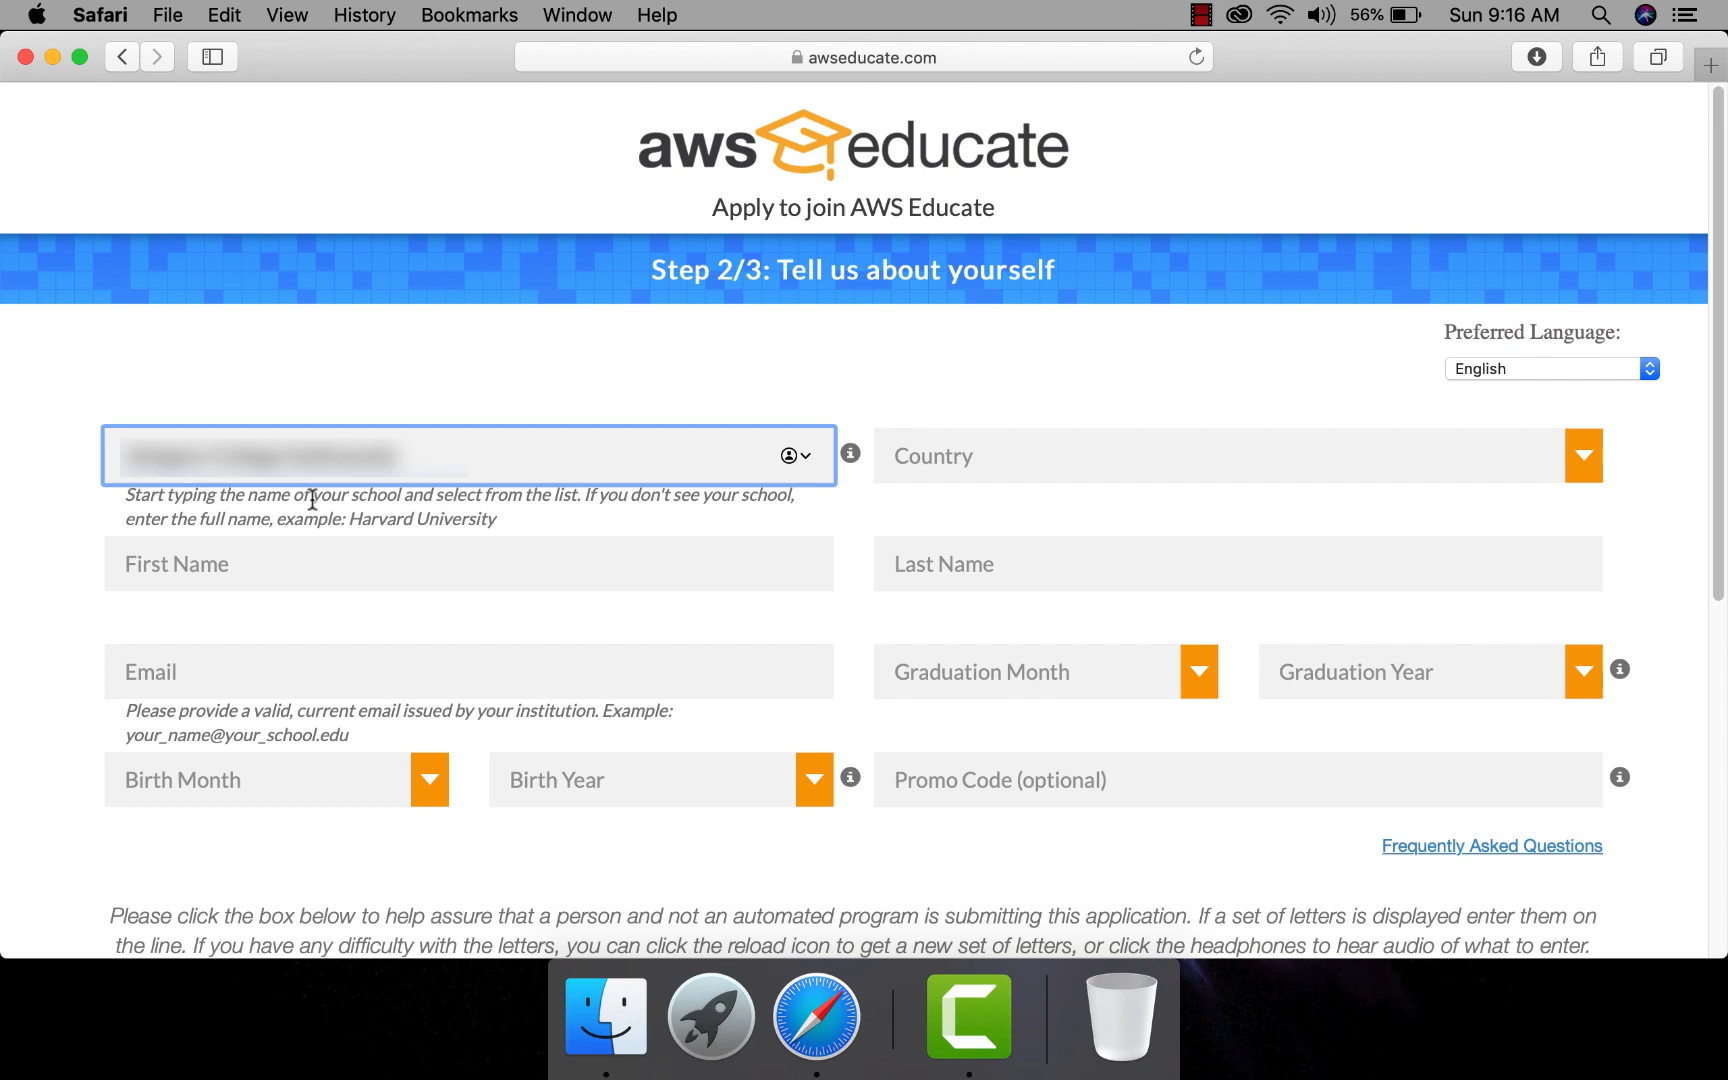 Safari File Edit View History Bookmarks Window Help 56% Sun 9:16 AM
awseducate.com
aws educate
Apply to join AWS Educate
Step 2/3: Tell us about yourself
Preferred Language:
English
Country
Start typing the name of your school and select from the list. If you don't see your school,
enter the full name, example: Harvard University
First Name Last Name
Email Graduation Month Graduation Year
Please provide a valid, current email issued by your institution. Example:
your_name@your_school.edu
Birth Month Birth Year Promo Code (optional)
Frequently Asked Questions
Please click the box below to help assure that a person and not an automated program is submitting this application. If a set of letters is displayed enter them on
the line. If you have any difficulty with the letters, you can click the reload icon to get a new set of letters, or click the headphones to hear audio of what to enter.